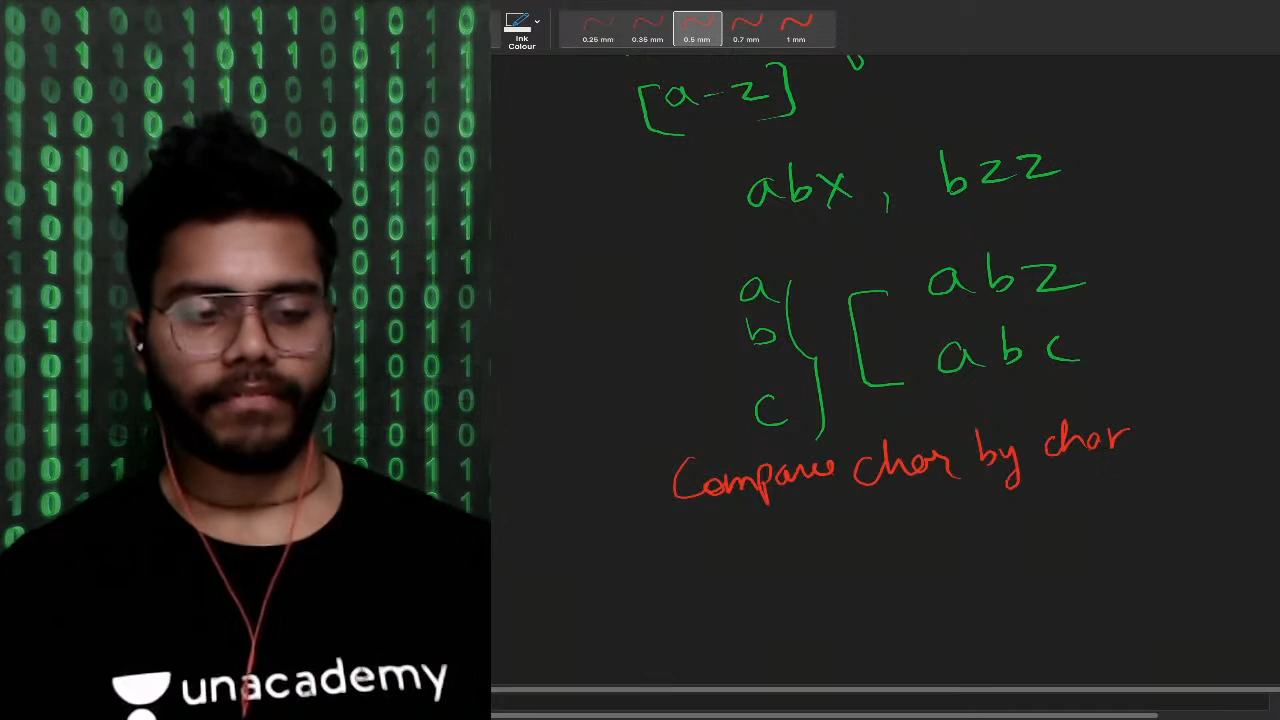 Ink
Colour
0.25 mm
0.35 mm
0.5 mm
0.7 mm
1 mm
[a-z]
abx, bzz
a
b
c
abz
abc
Compare char by char
unacademy